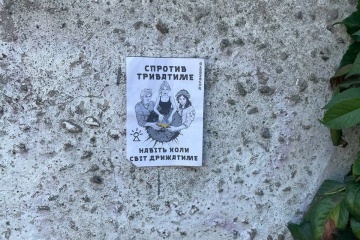 СПРОТИВ
ТРИВАТИМЕ
НАВІТЬ КОЛИ
СВІТ ДРИЖАТИМЕ